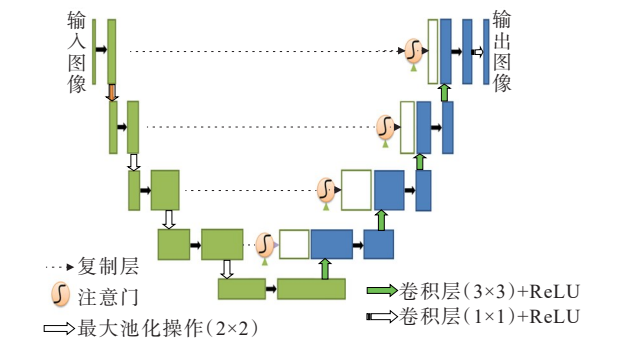 输入图像
输出图像
复制层
注意门
最大池化操作(2×2)
卷积层(3×3)+ReLU
卷积层(1×1)+ReLU